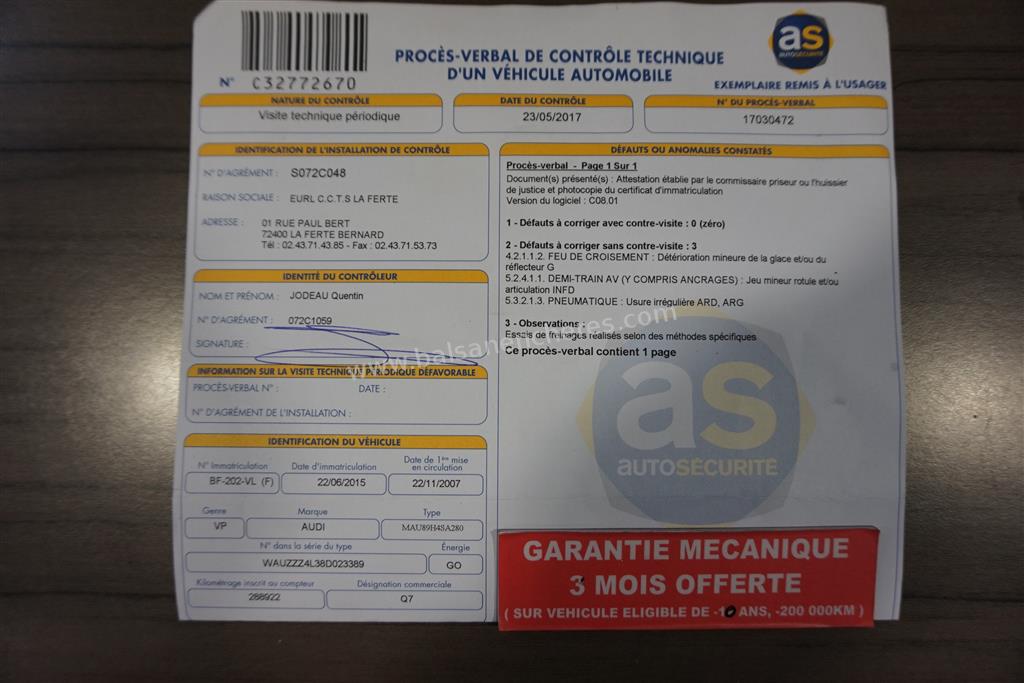 N° C32772670
PROCÈS-VERBAL DE CONTRÔLE TECHNIQUE
D'UN VÉHICULE AUTOMOBILE
as
AUTOSÉCURITÉ
EXEMPLAIRE REMIS À L'USAGER
NATURE DU CONTRÔLE
Visite technique périodique
DATE DU CONTRÔLE
23/05/2017
N° DU PROCÈS-VERBAL
17030472
IDENTIFICATION DE L'INSTALLATION DE CONTRÔLE
N° D'AGRÉMENT : S072C048
RAISON SOCIALE : EURL C.C.T.S LA FERTE
ADRESSE : 01 RUE PAUL BERT
72400 LA FERTE BERNARD
Tél : 02.43.71.43.85 - Fax : 02.43.71.53.73
IDENTITÉ DU CONTRÔLEUR
NOM ET PRÉNOM : JODEAU Quentin
N° D'AGRÉMENT : 072C1059
SIGNATURE :
INFORMATION SUR LA VISITE TECHNIQUE PÉRIODIQUE DÉFAVORABLE
PROCÈS-VERBAL N° : DATE :
N° D'AGRÉMENT DE L'INSTALLATION :
IDENTIFICATION DU VÉHICULE
N° Immatriculation Date d'immatriculation Date de 1ère mise
en circulation
BF-202-VL (F) 22/06/2015 22/11/2007
Genre Marque Type
VP AUDI MAU89H4SA280
N° dans la série du type Énergie
WAUZZZ4L38D023389 GO
Kilométrage inscrit au compteur Désignation commerciale
288922 Q7
DÉFAUTS OU ANOMALIES CONSTATÉS
Procès-verbal - Page 1 Sur 1
Document(s) présenté(s) : Attestation établie par le commissaire priseur ou l'huissier
de justice et photocopie du certificat d'immatriculation
Version du logiciel : C08.01
1 - Défauts à corriger avec contre-visite : 0 (zéro)
2 - Défauts à corriger sans contre-visite : 3
4.2.1.1.2. FEU DE CROISEMENT : Détérioration mineure de la glace et/ou du
réflecteur G
5.2.4.1.1. DEMI-TRAIN AV (Y COMPRIS ANCRAGES) : Jeu mineur rotule et/ou
articulation INFD
5.3.2.1.3. PNEUMATIQUE : Usure irrégulière ARD, ARG
3 - Observations :
Essais de freinages réalisés selon des méthodes spécifiques
Ce procès-verbal contient 1 page
www.balsanencheres.com
as
AUTOSÉCURITÉ
GARANTIE MECANIQUE
3 MOIS OFFERTE
( SUR VEHICULE ELIGIBLE DE -10 ANS, -200 000KM )